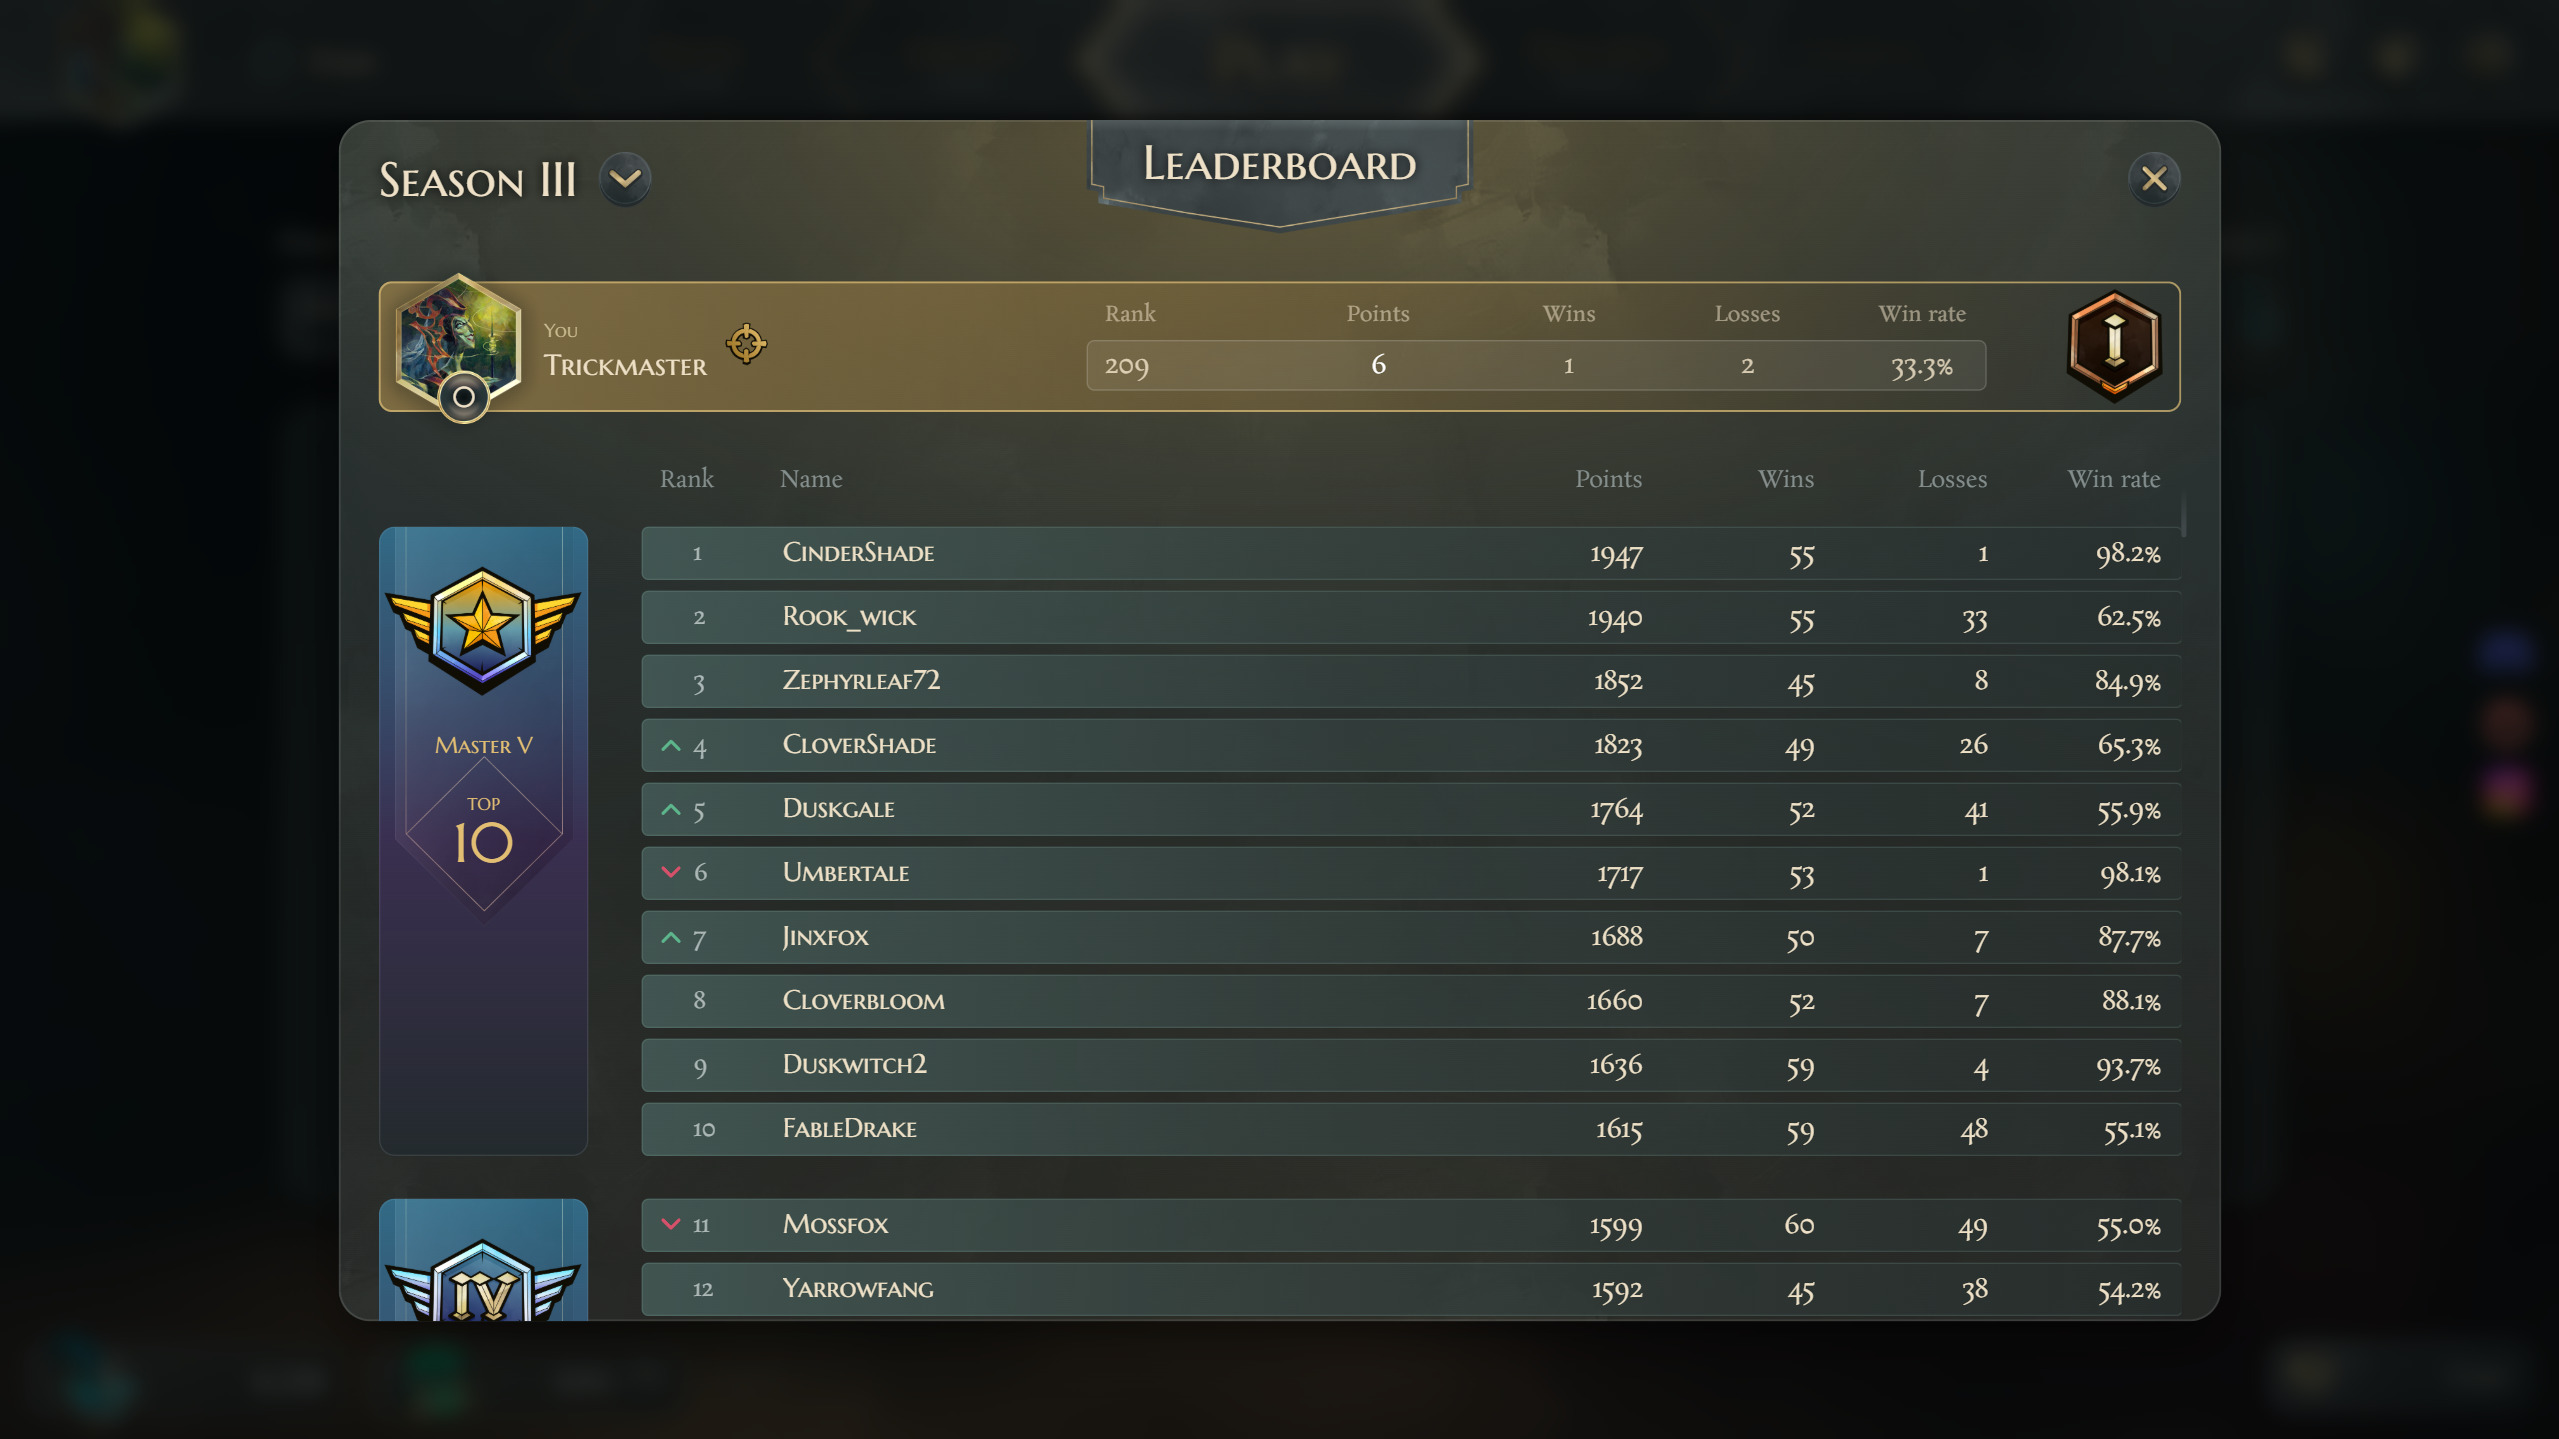 Season III
Leaderboard
You
Trickmaster
Rank Points Wins Losses Win rate
209 6 1 2 33.3%
I
Rank Name Points Wins Losses Win rate
Master V
TOP
10
1 CinderShade 1947 55 1 98.2%
2 Rook_wick 1940 55 33 62.5%
3 Zephyrleaf72 1852 45 8 84.9%
4 CloverShade 1823 49 26 65.3%
5 Duskgale 1764 52 41 55.9%
6 Umbertale 1717 53 1 98.1%
7 Jinxfox 1688 50 7 87.7%
8 Cloverbloom 1660 52 7 88.1%
9 Duskwitch2 1636 59 4 93.7%
10 FableDrake 1615 59 48 55.1%
IV
11 Mossfox 1599 60 49 55.0%
12 Yarrowfang 1592 45 38 54.2%